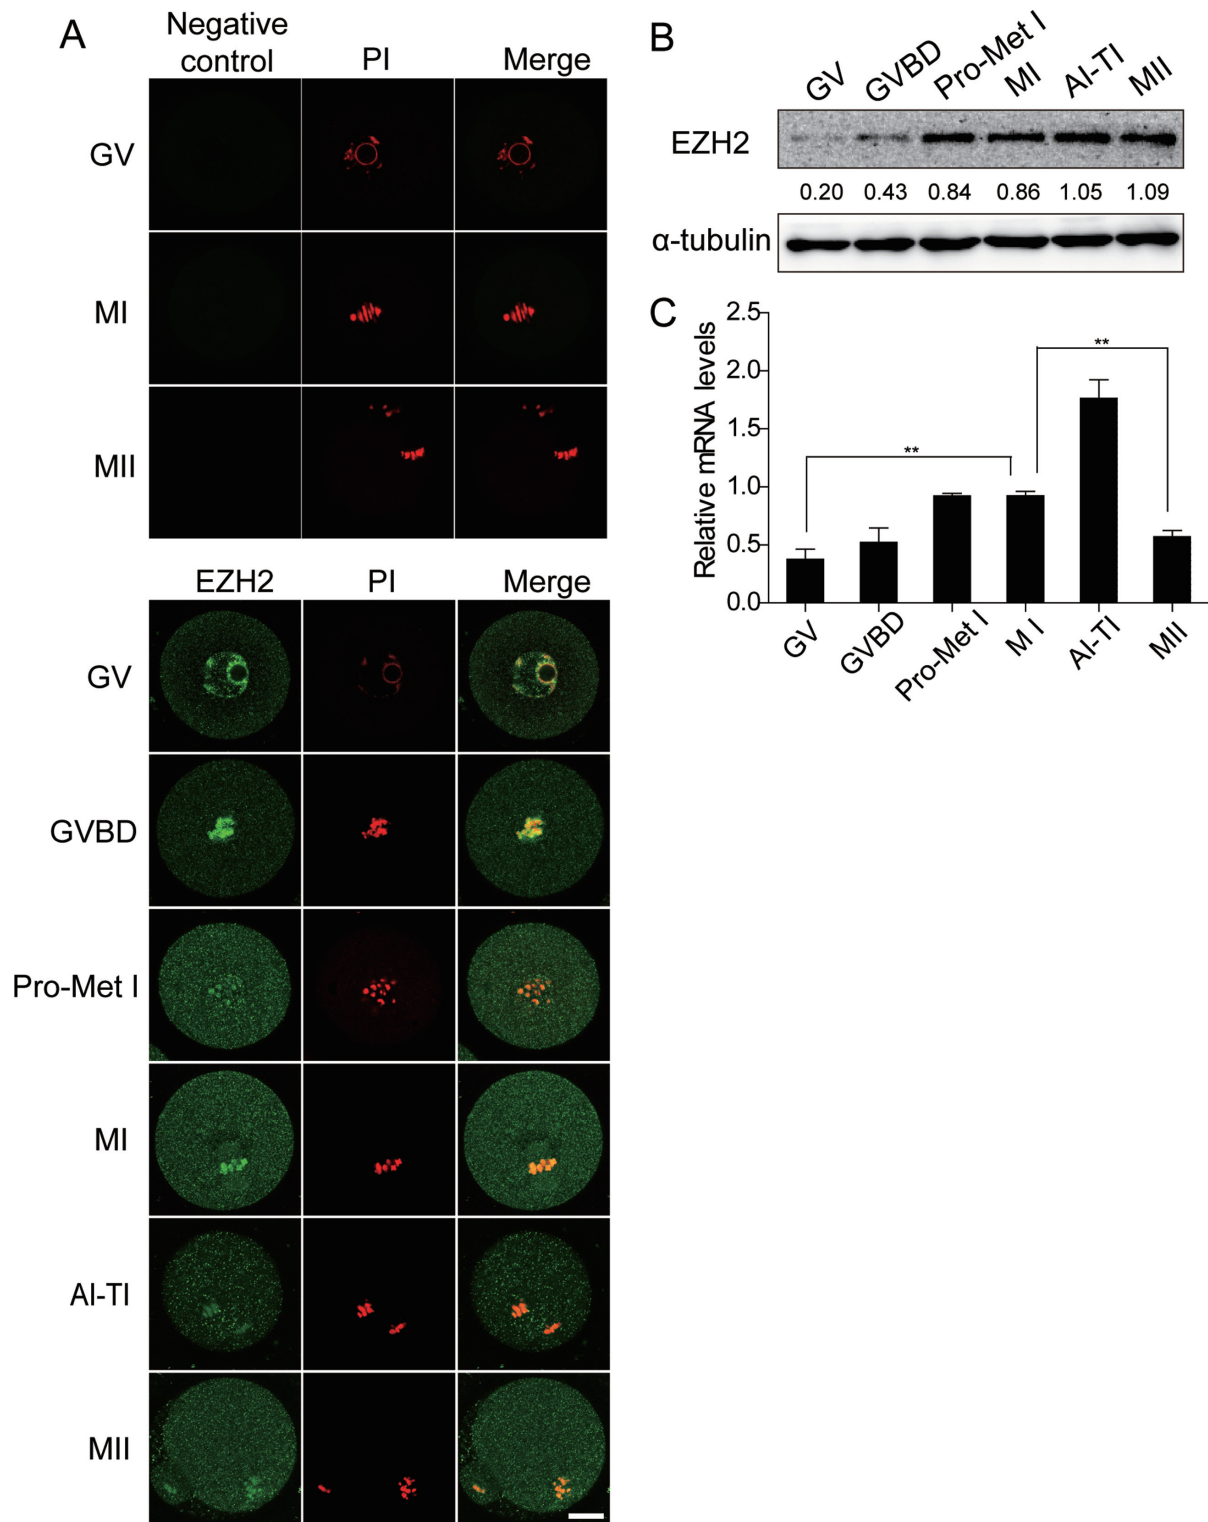 A
Negative
control
PI
Merge
GV
MI
MII
EZH2
PI
Merge
GV
GVBD
Pro-Met I
MI
AI-TI
MII
B
GV
GVBD
Pro-Met I
MI
AI-TI
MII
EZH2
0.20 0.43 0.84 0.86 1.05 1.09
α-tubulin
C
Relative mRNA levels
2.5
2.0
1.5
1.0
0.5
0.0
**
**
GV
GVBD
Pro-Met I
M I
AI-TI
MII